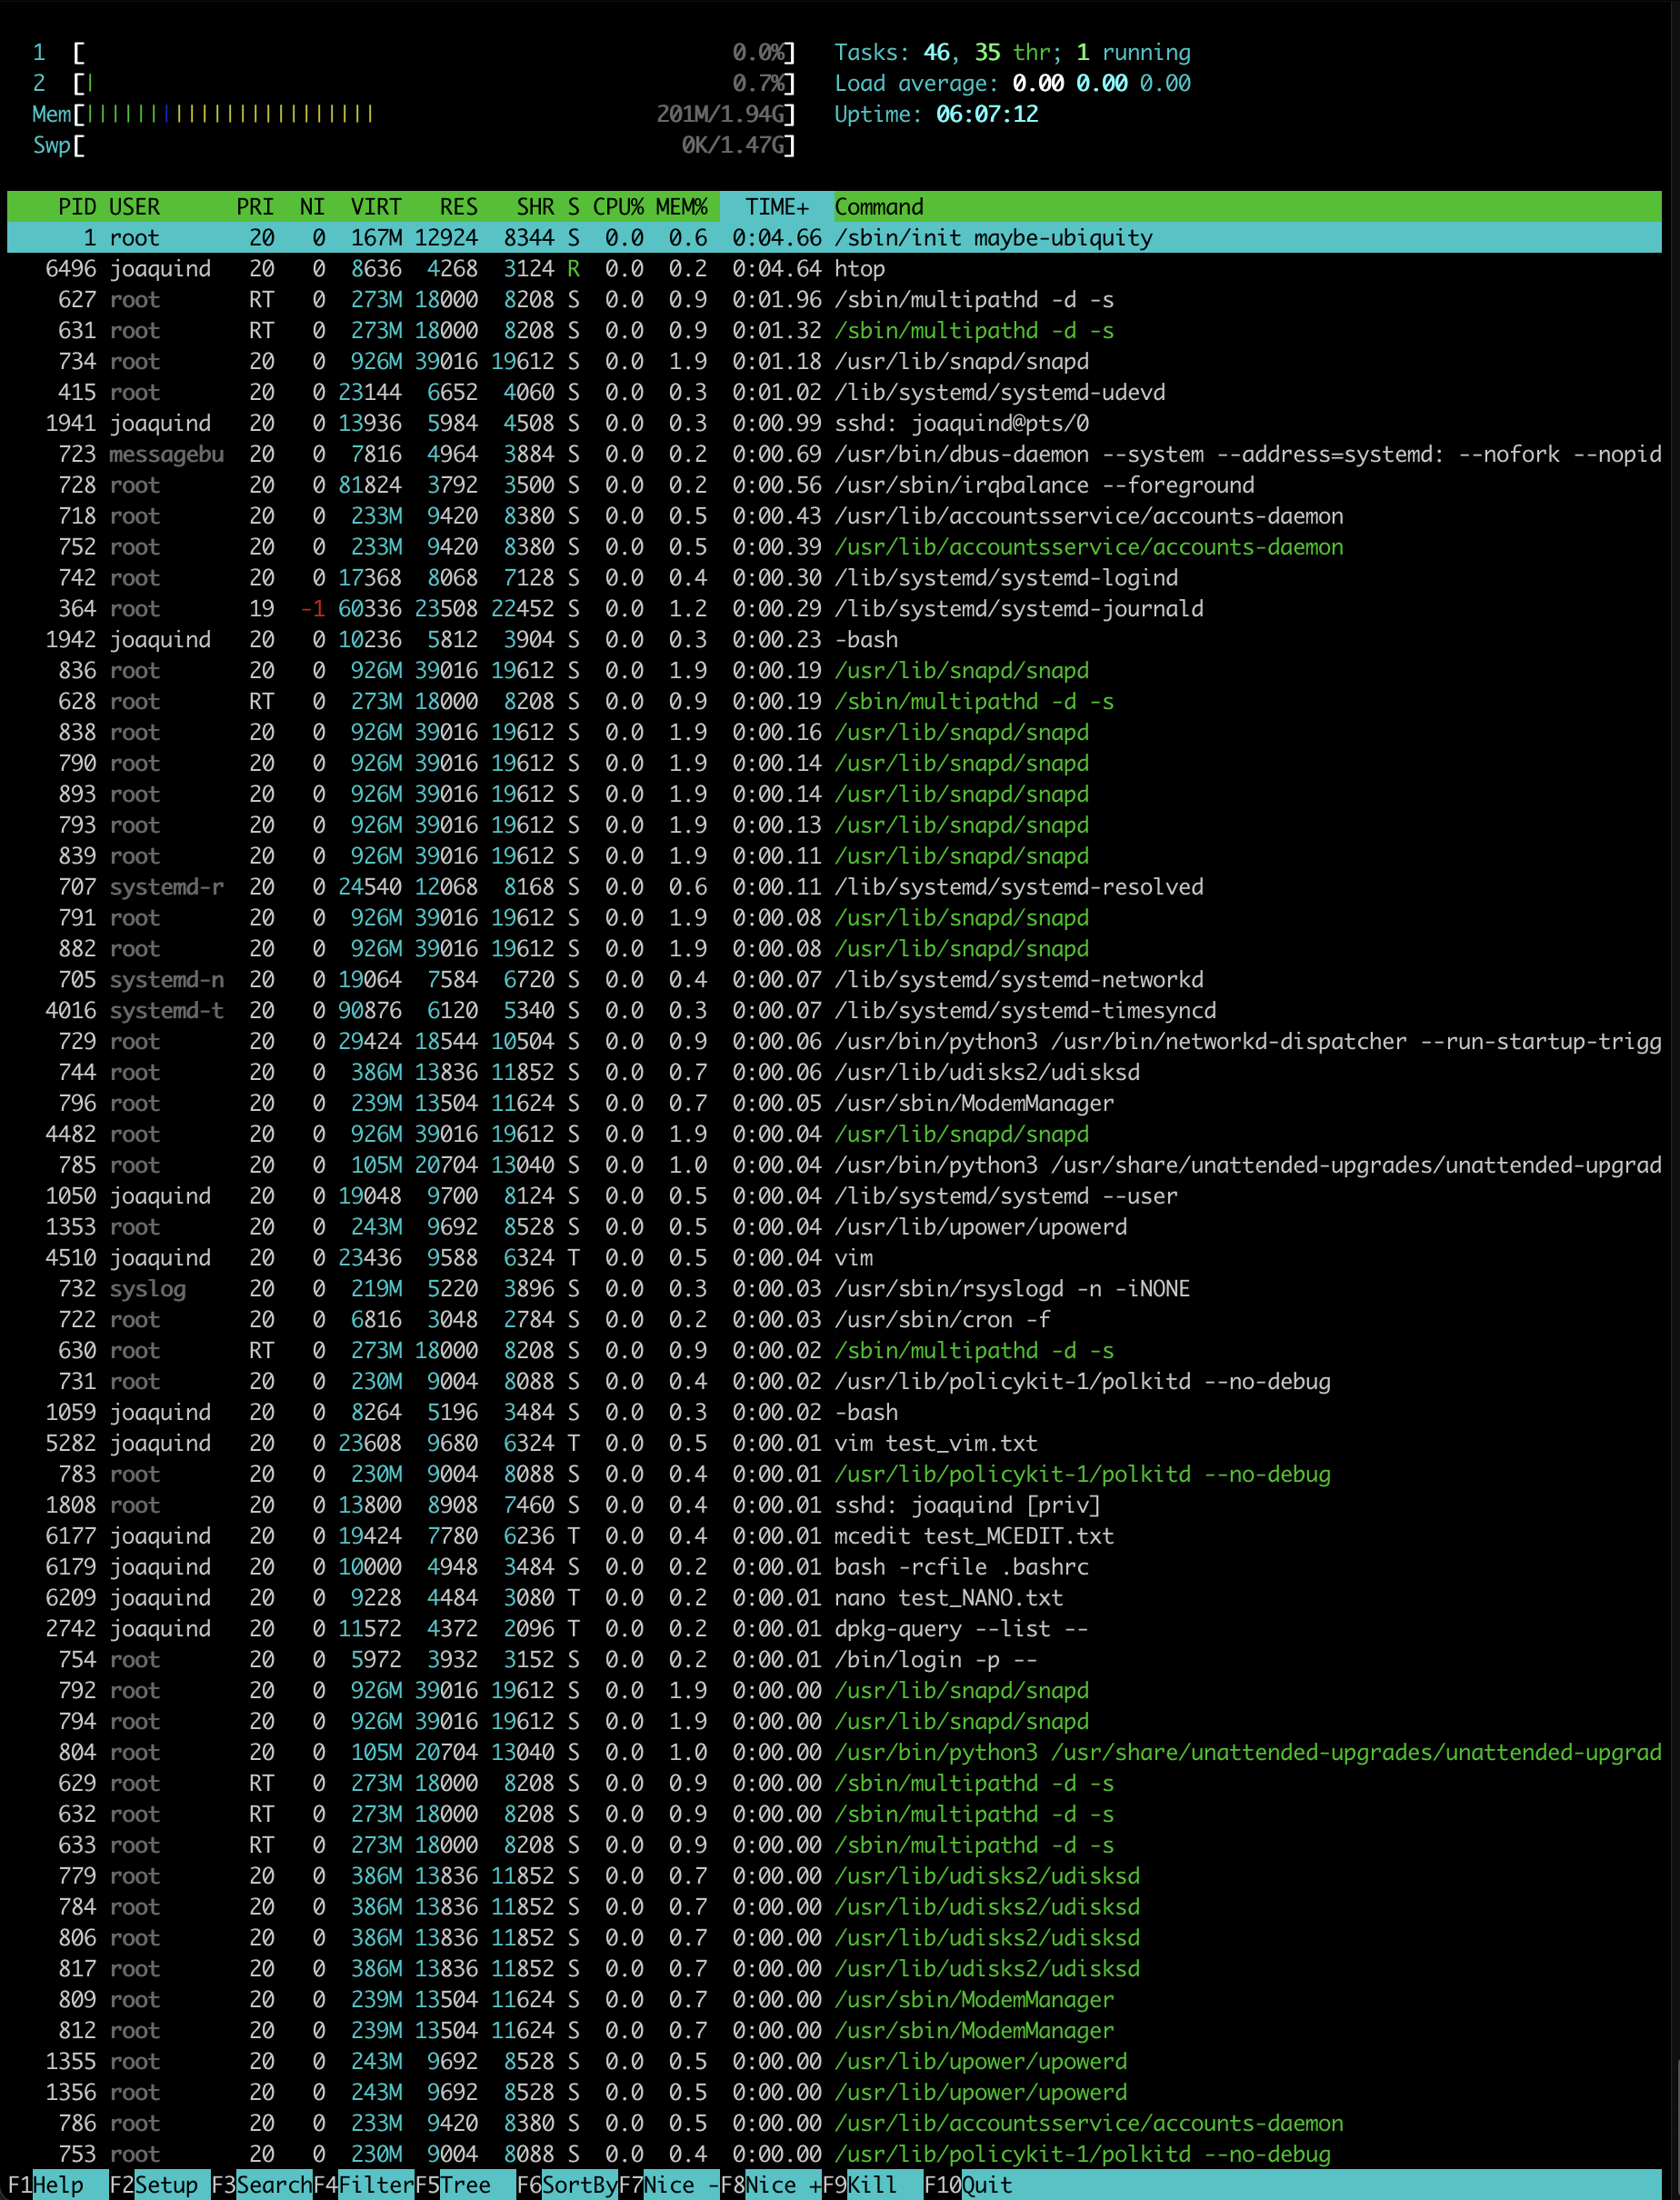 1  [                                                   0.0%]   Tasks: 46, 35 thr; 1 running
2  [|                                                  0.7%]   Load average: 0.00 0.00 0.00
Mem[|||||||||||||||||||||||                      201M/1.94G]   Uptime: 06:07:12
Swp[                                               0K/1.47G]
PID USER PRI NI VIRT RES SHR S CPU% MEM% TIME+ Command
1 root 20 0 167M 12924 8344 S 0.0 0.6 0:04.66 /sbin/init maybe-ubiquity
6496 joaquind 20 0 8636 4268 3124 R 0.0 0.2 0:04.64 htop
627 root RT 0 273M 18000 8208 S 0.0 0.9 0:01.96 /sbin/multipathd -d -s
631 root RT 0 273M 18000 8208 S 0.0 0.9 0:01.32 /sbin/multipathd -d -s
734 root 20 0 926M 39016 19612 S 0.0 1.9 0:01.18 /usr/lib/snapd/snapd
415 root 20 0 23144 6652 4060 S 0.0 0.3 0:01.02 /lib/systemd/systemd-udevd
1941 joaquind 20 0 13936 5984 4508 S 0.0 0.3 0:00.99 sshd: joaquind@pts/0
723 messagebu 20 0 7816 4964 3884 S 0.0 0.2 0:00.69 /usr/bin/dbus-daemon --system --address=systemd: --nofork --nopid
728 root 20 0 81824 3792 3500 S 0.0 0.2 0:00.56 /usr/sbin/irqbalance --foreground
718 root 20 0 233M 9420 8380 S 0.0 0.5 0:00.43 /usr/lib/accountsservice/accounts-daemon
752 root 20 0 233M 9420 8380 S 0.0 0.5 0:00.39 /usr/lib/accountsservice/accounts-daemon
742 root 20 0 17368 8068 7128 S 0.0 0.4 0:00.30 /lib/systemd/systemd-logind
364 root 19 -1 60336 23508 22452 S 0.0 1.2 0:00.29 /lib/systemd/systemd-journald
1942 joaquind 20 0 10236 5812 3904 S 0.0 0.3 0:00.23 -bash
836 root 20 0 926M 39016 19612 S 0.0 1.9 0:00.19 /usr/lib/snapd/snapd
628 root RT 0 273M 18000 8208 S 0.0 0.9 0:00.19 /sbin/multipathd -d -s
838 root 20 0 926M 39016 19612 S 0.0 1.9 0:00.16 /usr/lib/snapd/snapd
790 root 20 0 926M 39016 19612 S 0.0 1.9 0:00.14 /usr/lib/snapd/snapd
893 root 20 0 926M 39016 19612 S 0.0 1.9 0:00.14 /usr/lib/snapd/snapd
793 root 20 0 926M 39016 19612 S 0.0 1.9 0:00.13 /usr/lib/snapd/snapd
839 root 20 0 926M 39016 19612 S 0.0 1.9 0:00.11 /usr/lib/snapd/snapd
707 systemd-r 20 0 24540 12068 8168 S 0.0 0.6 0:00.11 /lib/systemd/systemd-resolved
791 root 20 0 926M 39016 19612 S 0.0 1.9 0:00.08 /usr/lib/snapd/snapd
882 root 20 0 926M 39016 19612 S 0.0 1.9 0:00.08 /usr/lib/snapd/snapd
705 systemd-n 20 0 19064 7584 6720 S 0.0 0.4 0:00.07 /lib/systemd/systemd-networkd
4016 systemd-t 20 0 90876 6120 5340 S 0.0 0.3 0:00.07 /lib/systemd/systemd-timesyncd
729 root 20 0 29424 18544 10504 S 0.0 0.9 0:00.06 /usr/bin/python3 /usr/bin/networkd-dispatcher --run-startup-trigg
744 root 20 0 386M 13836 11852 S 0.0 0.7 0:00.06 /usr/lib/udisks2/udisksd
796 root 20 0 239M 13504 11624 S 0.0 0.7 0:00.05 /usr/sbin/ModemManager
4482 root 20 0 926M 39016 19612 S 0.0 1.9 0:00.04 /usr/lib/snapd/snapd
785 root 20 0 105M 20704 13040 S 0.0 1.0 0:00.04 /usr/bin/python3 /usr/share/unattended-upgrades/unattended-upgrad
1050 joaquind 20 0 19048 9700 8124 S 0.0 0.5 0:00.04 /lib/systemd/systemd --user
1353 root 20 0 243M 9692 8528 S 0.0 0.5 0:00.04 /usr/lib/upower/upowerd
4510 joaquind 20 0 23436 9588 6324 T 0.0 0.5 0:00.04 vim
732 syslog 20 0 219M 5220 3896 S 0.0 0.3 0:00.03 /usr/sbin/rsyslogd -n -iNONE
722 root 20 0 6816 3048 2784 S 0.0 0.2 0:00.03 /usr/sbin/cron -f
630 root RT 0 273M 18000 8208 S 0.0 0.9 0:00.02 /sbin/multipathd -d -s
731 root 20 0 230M 9004 8088 S 0.0 0.4 0:00.02 /usr/lib/policykit-1/polkitd --no-debug
1059 joaquind 20 0 8264 5196 3484 S 0.0 0.3 0:00.02 -bash
5282 joaquind 20 0 23608 9680 6324 T 0.0 0.5 0:00.01 vim test_vim.txt
783 root 20 0 230M 9004 8088 S 0.0 0.4 0:00.01 /usr/lib/policykit-1/polkitd --no-debug
1808 root 20 0 13800 8908 7460 S 0.0 0.4 0:00.01 sshd: joaquind [priv]
6177 joaquind 20 0 19424 7780 6236 T 0.0 0.4 0:00.01 mcedit test_MCEDIT.txt
6179 joaquind 20 0 10000 4948 3484 S 0.0 0.2 0:00.01 bash -rcfile .bashrc
6209 joaquind 20 0 9228 4484 3080 T 0.0 0.2 0:00.01 nano test_NANO.txt
2742 joaquind 20 0 11572 4372 2096 T 0.0 0.2 0:00.01 dpkg-query --list --
754 root 20 0 5972 3932 3152 S 0.0 0.2 0:00.01 /bin/login -p --
792 root 20 0 926M 39016 19612 S 0.0 1.9 0:00.00 /usr/lib/snapd/snapd
794 root 20 0 926M 39016 19612 S 0.0 1.9 0:00.00 /usr/lib/snapd/snapd
804 root 20 0 105M 20704 13040 S 0.0 1.0 0:00.00 /usr/bin/python3 /usr/share/unattended-upgrades/unattended-upgrad
629 root RT 0 273M 18000 8208 S 0.0 0.9 0:00.00 /sbin/multipathd -d -s
632 root RT 0 273M 18000 8208 S 0.0 0.9 0:00.00 /sbin/multipathd -d -s
633 root RT 0 273M 18000 8208 S 0.0 0.9 0:00.00 /sbin/multipathd -d -s
779 root 20 0 386M 13836 11852 S 0.0 0.7 0:00.00 /usr/lib/udisks2/udisksd
784 root 20 0 386M 13836 11852 S 0.0 0.7 0:00.00 /usr/lib/udisks2/udisksd
806 root 20 0 386M 13836 11852 S 0.0 0.7 0:00.00 /usr/lib/udisks2/udisksd
817 root 20 0 386M 13836 11852 S 0.0 0.7 0:00.00 /usr/lib/udisks2/udisksd
809 root 20 0 239M 13504 11624 S 0.0 0.7 0:00.00 /usr/sbin/ModemManager
812 root 20 0 239M 13504 11624 S 0.0 0.7 0:00.00 /usr/sbin/ModemManager
1355 root 20 0 243M 9692 8528 S 0.0 0.5 0:00.00 /usr/lib/upower/upowerd
1356 root 20 0 243M 9692 8528 S 0.0 0.5 0:00.00 /usr/lib/upower/upowerd
786 root 20 0 233M 9420 8380 S 0.0 0.5 0:00.00 /usr/lib/accountsservice/accounts-daemon
753 root 20 0 230M 9004 8088 S 0.0 0.4 0:00.00 /usr/lib/policykit-1/polkitd --no-debug
F1Help  F2Setup F3SearchF4FilterF5Tree  F6SortByF7Nice -F8Nice +F9Kill  F10Quit